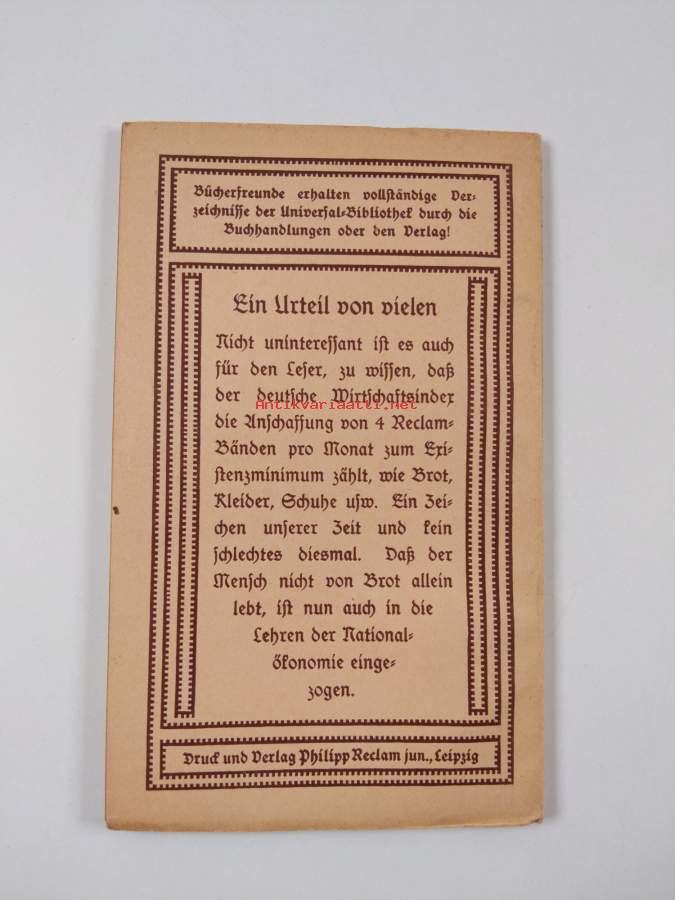 Bücherfreunde erhalten vollständige Ver-
zeichnisse der Universal-Bibliothek durch die
Buchhandlungen oder den Verlag!
Ein Urteil von vielen
Nicht uninteressant ist es auch
für den Leser, zu wissen, daß
der deutsche Wirtschaftsindex
Antikvariaatti.net
die Anschaffung von 4 Reclam-
Bänden pro Monat zum Exi-
stenzminimum zählt, wie Brot,
Kleider, Schuhe usw. Ein Zei-
chen unserer Zeit und kein
schlechtes diesmal. Daß der
Mensch nicht von Brot allein
lebt, ist nun auch in die
Lehren der National-
ökonomie einge-
zogen.
Druck und Verlag Philipp Reclam jun., Leipzig